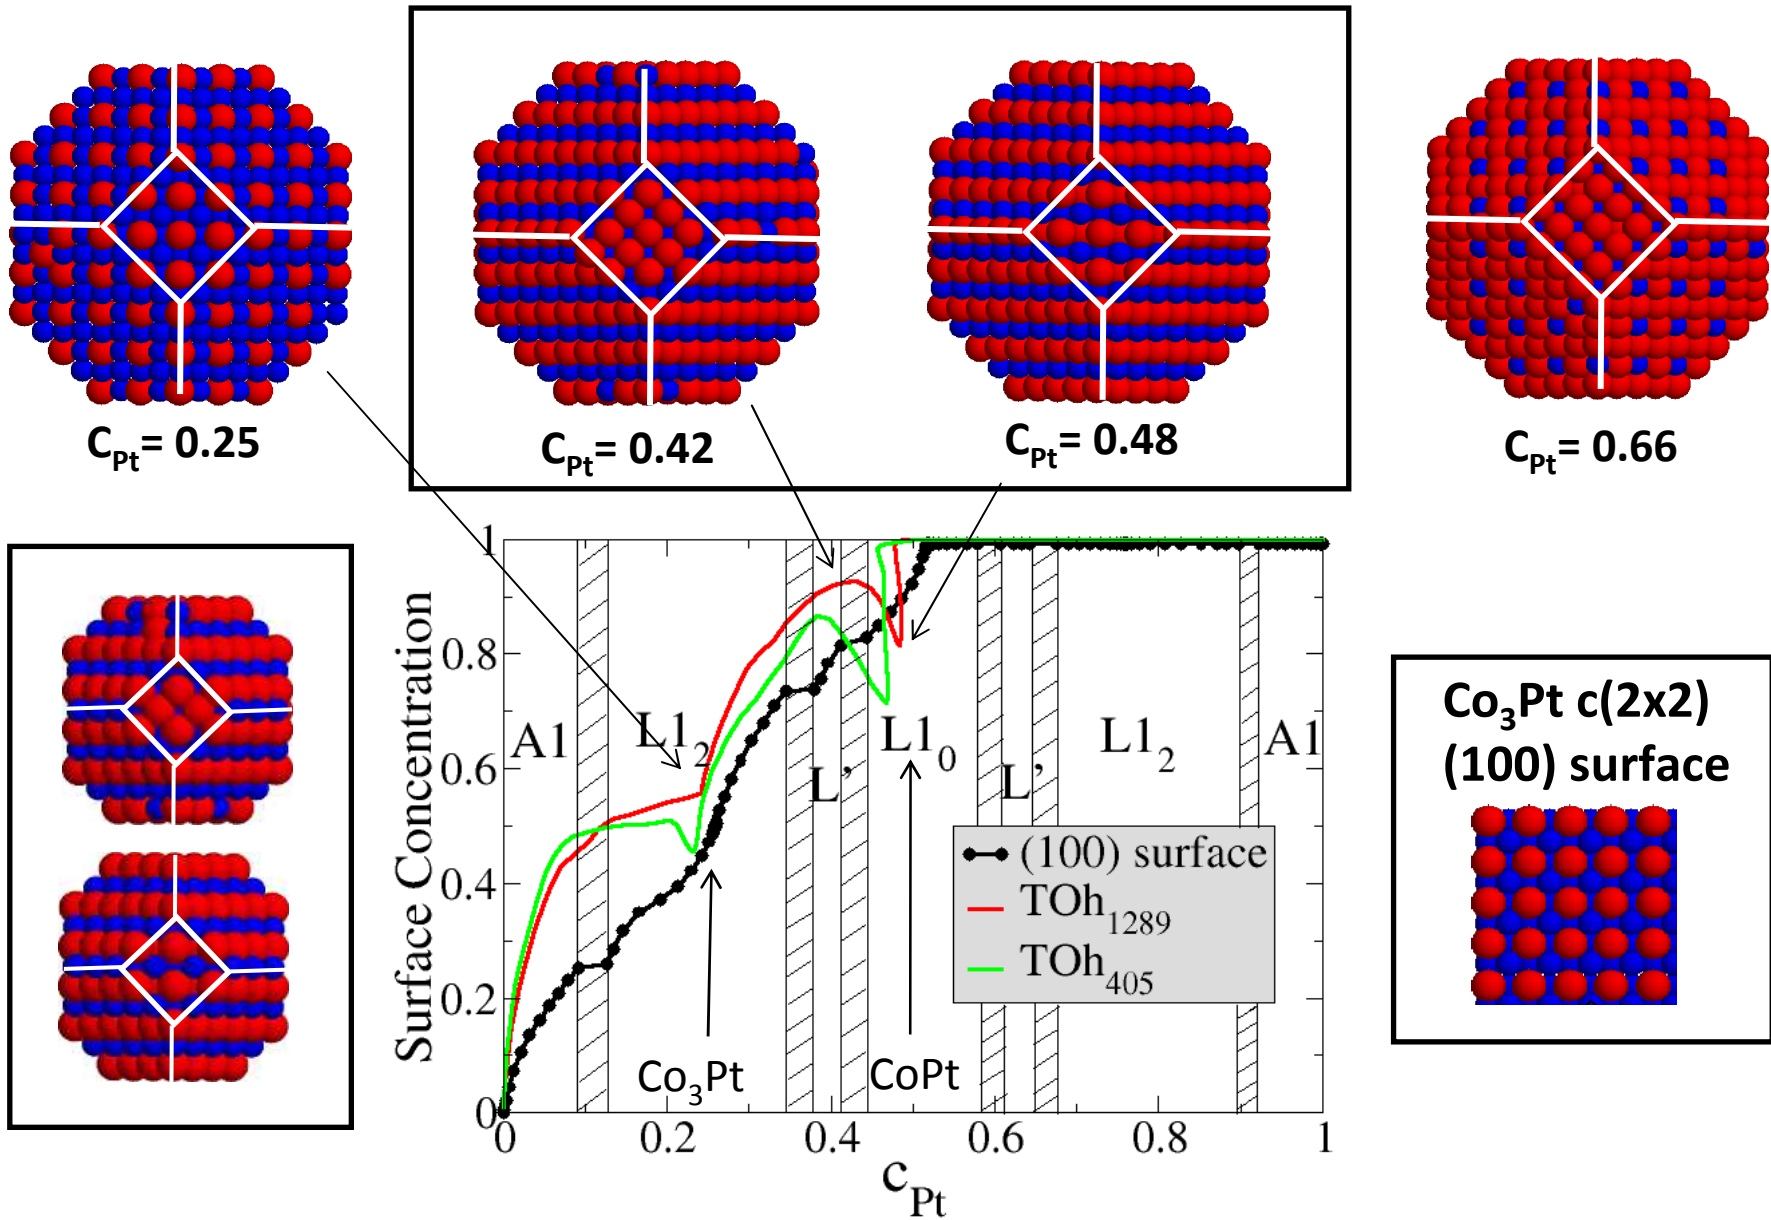 C_Pt= 0.25
C_Pt= 0.42
C_Pt= 0.48
C_Pt= 0.66
Surface Concentration
1
0.8
0.6
0.4
0.2
0
A1
L1_2
L'
L1_0
L'
L1_2
A1
(100) surface
TOh_1289
TOh_405
Co_3Pt
CoPt
0
0.2
0.4
0.6
0.8
1
c_Pt
Co_3Pt c(2x2)
(100) surface